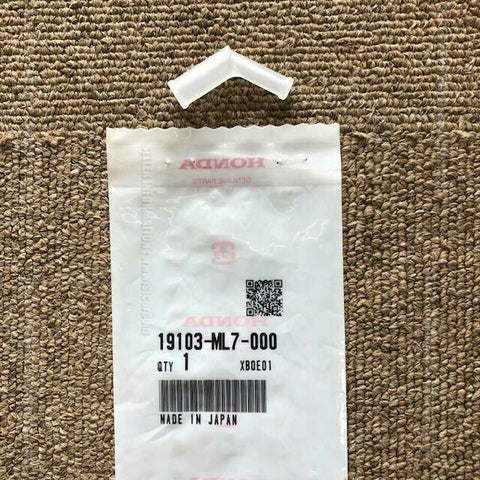 HONDA
GENUINE PARTS
HONDA
19103-ML7-000
QTY 1 XB0E01
MADE IN JAPAN